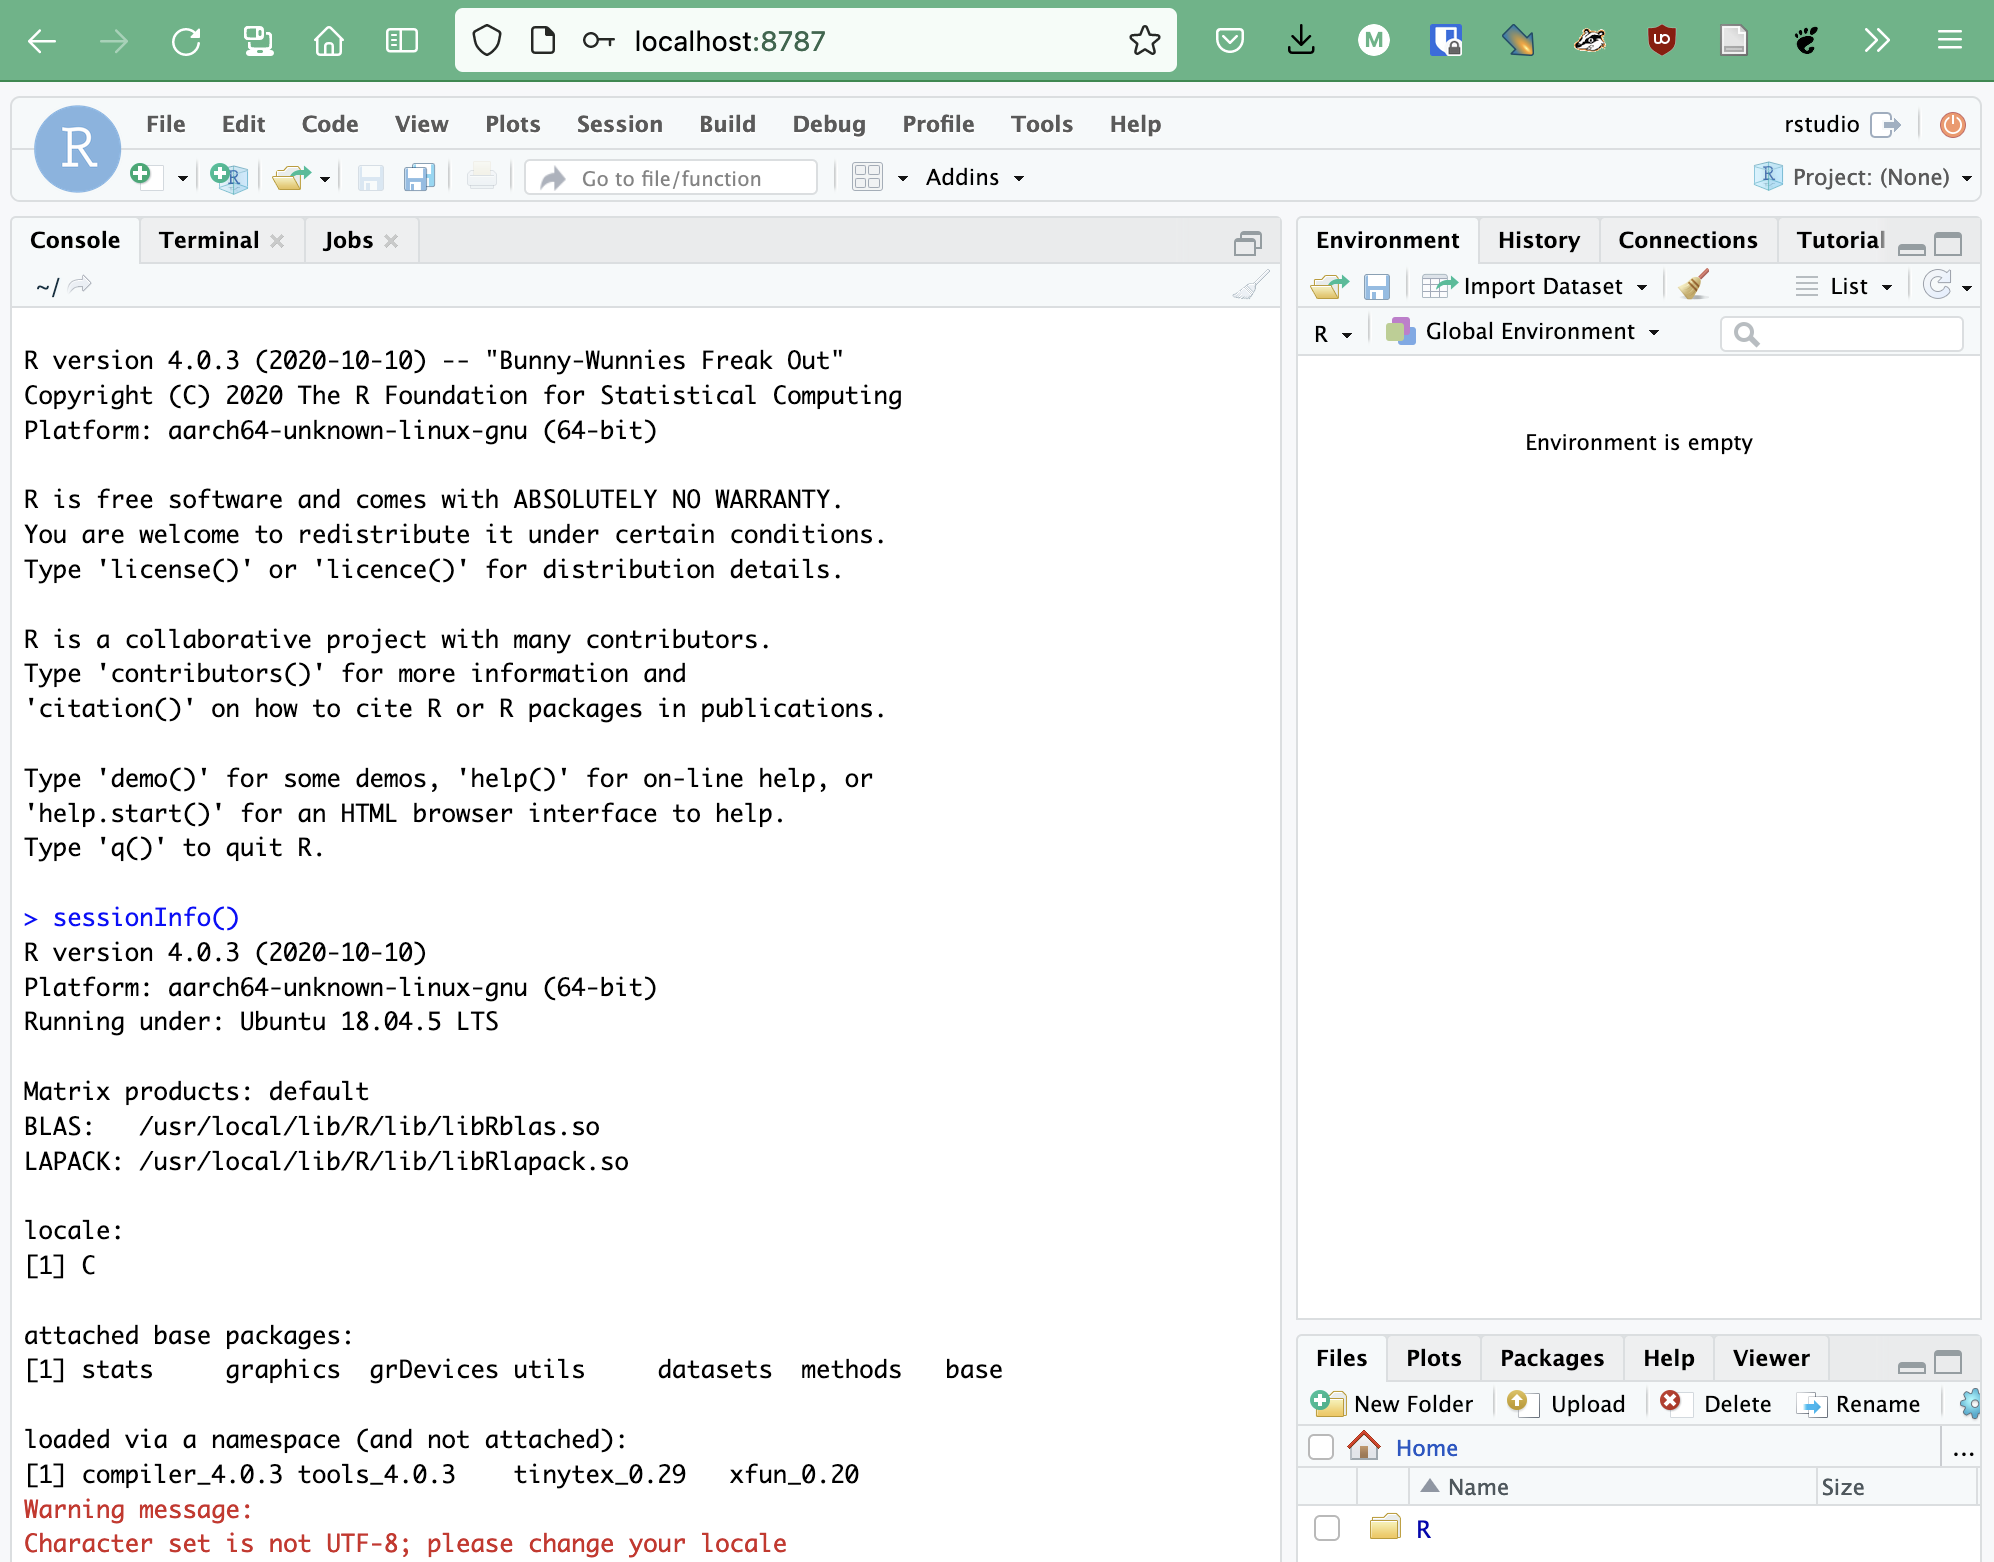 localhost:8787
M
UO
R
File Edit Code View Plots Session Build Debug Profile Tools Help
rstudio
R
Go to file/function
Addins
R Project: (None)
Console Terminal Jobs
~/
R version 4.0.3 (2020-10-10) -- "Bunny-Wunnies Freak Out"
Copyright (C) 2020 The R Foundation for Statistical Computing
Platform: aarch64-unknown-linux-gnu (64-bit)
R is free software and comes with ABSOLUTELY NO WARRANTY.
You are welcome to redistribute it under certain conditions.
Type 'license()' or 'licence()' for distribution details.
R is a collaborative project with many contributors.
Type 'contributors()' for more information and
'citation()' on how to cite R or R packages in publications.
Type 'demo()' for some demos, 'help()' for on-line help, or
'help.start()' for an HTML browser interface to help.
Type 'q()' to quit R.
> sessionInfo()
R version 4.0.3 (2020-10-10)
Platform: aarch64-unknown-linux-gnu (64-bit)
Running under: Ubuntu 18.04.5 LTS
Matrix products: default
BLAS:   /usr/local/lib/R/lib/libRblas.so
LAPACK: /usr/local/lib/R/lib/libRlapack.so
locale:
[1] C
attached base packages:
[1] stats     graphics  grDevices utils     datasets  methods   base
loaded via a namespace (and not attached):
[1] compiler_4.0.3 tools_4.0.3    tinytex_0.29   xfun_0.20
Warning message:
Character set is not UTF-8; please change your locale
Environment History Connections Tutorial
Import Dataset List
R Global Environment
Environment is empty
Files Plots Packages Help Viewer
New Folder Upload Delete Rename
Home ...
Name Size
R